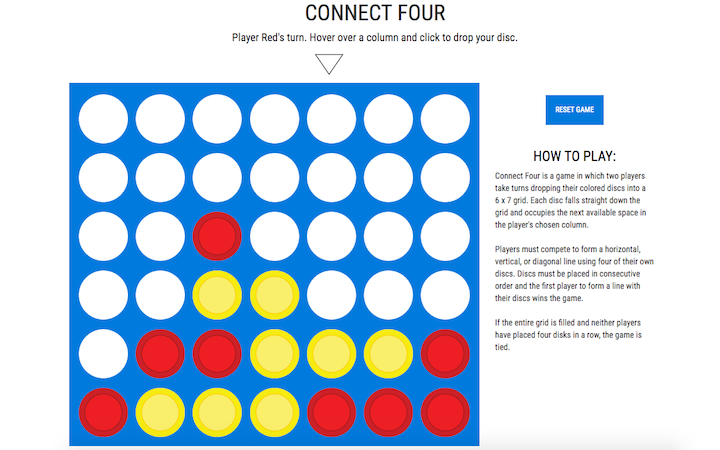 CONNECT FOUR
Player Red's turn. Hover over a column and click to drop your disc.
RESET GAME
HOW TO PLAY:
Connect Four is a game in which two players
take turns dropping their colored discs into a
6 x 7 grid. Each disc falls straight down the
grid and occupies the next available space in
the player's chosen column.
Players must compete to form a horizontal,
vertical, or diagonal line using four of their own
discs. Discs must be placed in consecutive
order and the first player to form a line with
their discs wins the game.
If the entire grid is filled and neither players
have placed four disks in a row, the game is
tied.